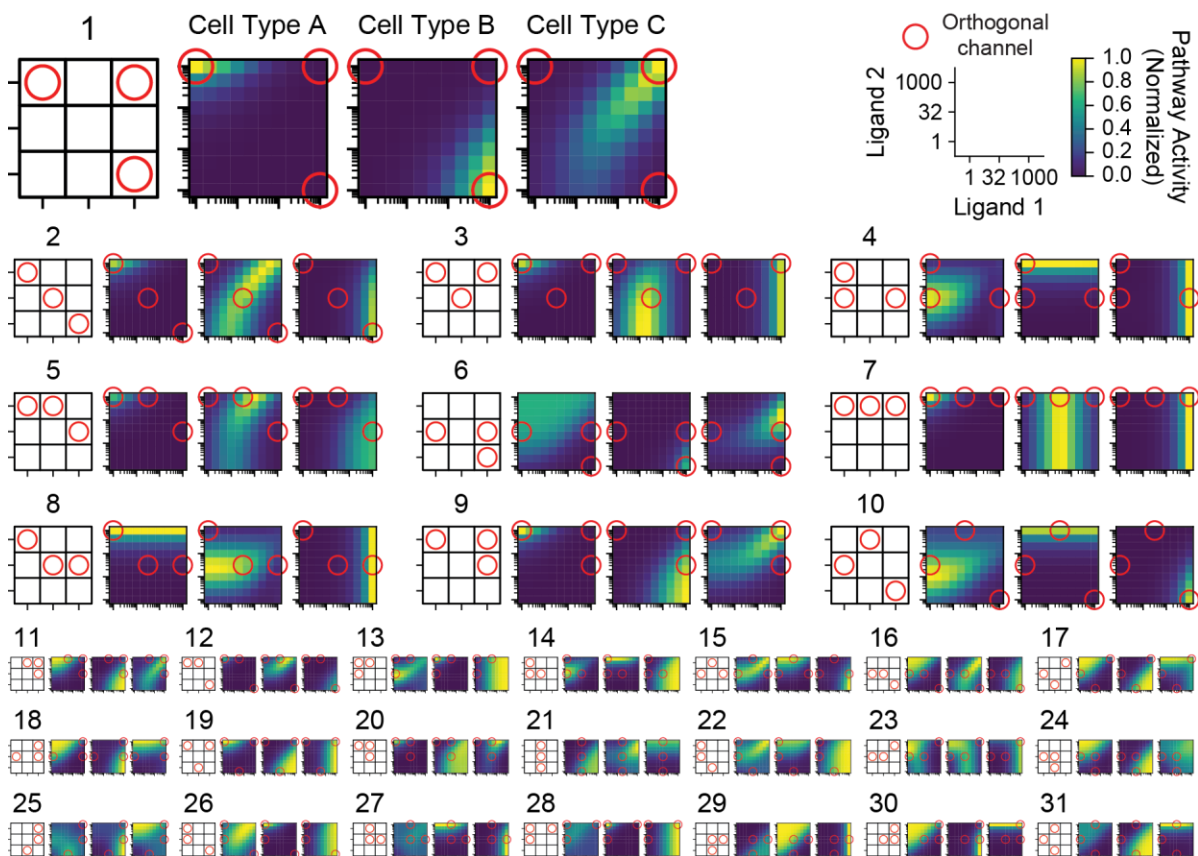 1 Cell Type A Cell Type B Cell Type C
Orthogonal
channel
Ligand 2
1000
32
1
1 32 1000
Ligand 1
1.0
0.8
0.6
0.4
0.2
0.0
Pathway Activity
(Normalized)
2 3 4
5 6 7
8 9 10
11 12 13 14 15 16 17
18 19 20 21 22 23 24
25 26 27 28 29 30 31